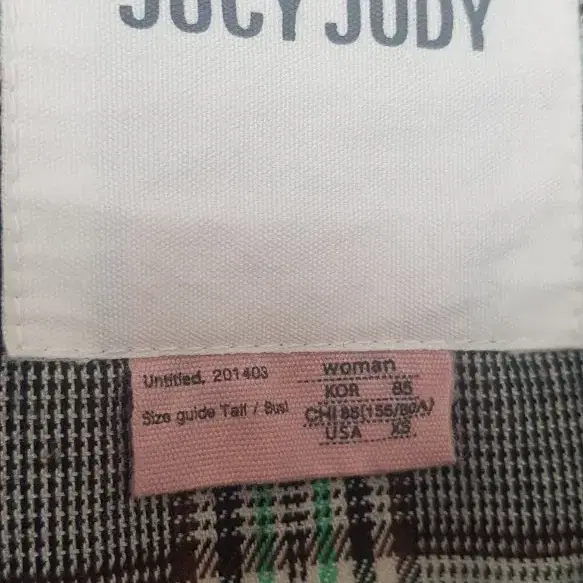 JUCY JUDY
Untitled, 201403
Size guide Tall / Bust
woman
KOR 85
CHI 85(155/80A)
USA XS